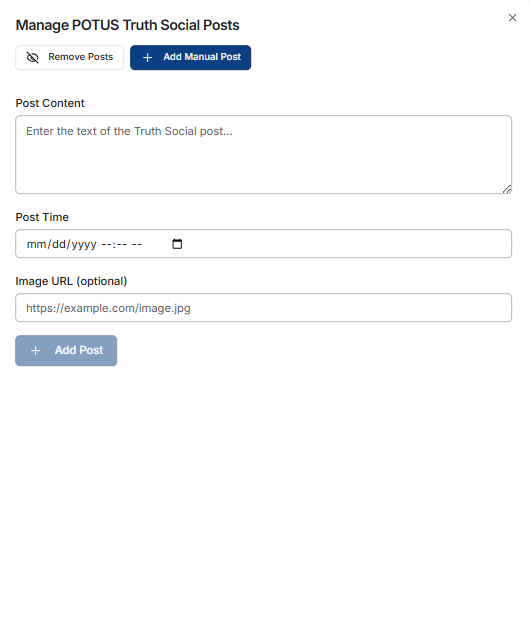 Manage POTUS Truth Social Posts
Remove Posts
Add Manual Post
Post Content
Enter the text of the Truth Social post...
Post Time
mm/dd/yyyy --:-- --
Image URL (optional)
https://example.com/image.jpg
Add Post